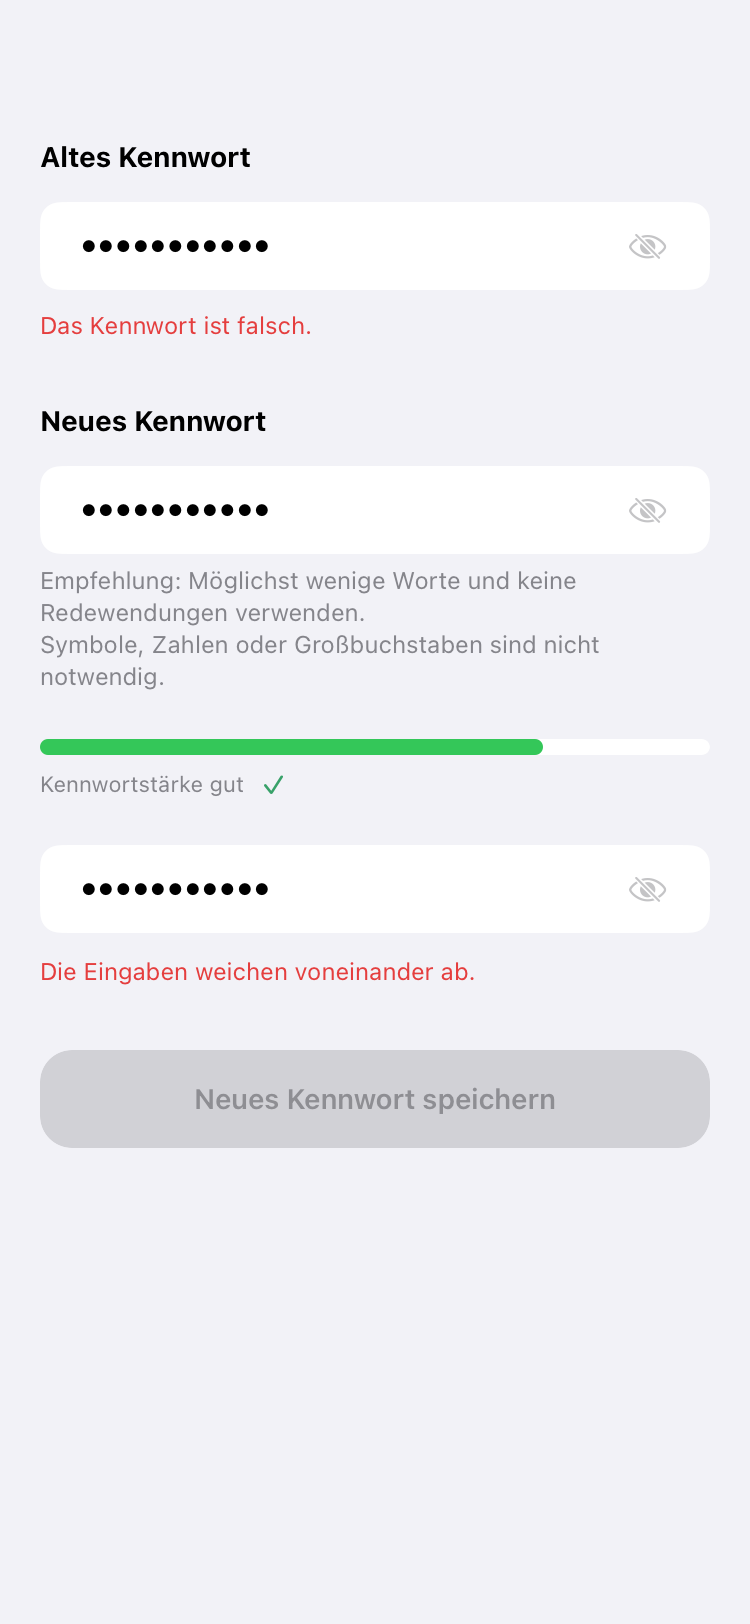 Altes Kennwort
•••••••••••
Das Kennwort ist falsch.
Neues Kennwort
•••••••••••
Empfehlung: Möglichst wenige Worte und keine
Redewendungen verwenden.
Symbole, Zahlen oder Großbuchstaben sind nicht
notwendig.
Kennwortstärke gut
•••••••••••
Die Eingaben weichen voneinander ab.
Neues Kennwort speichern